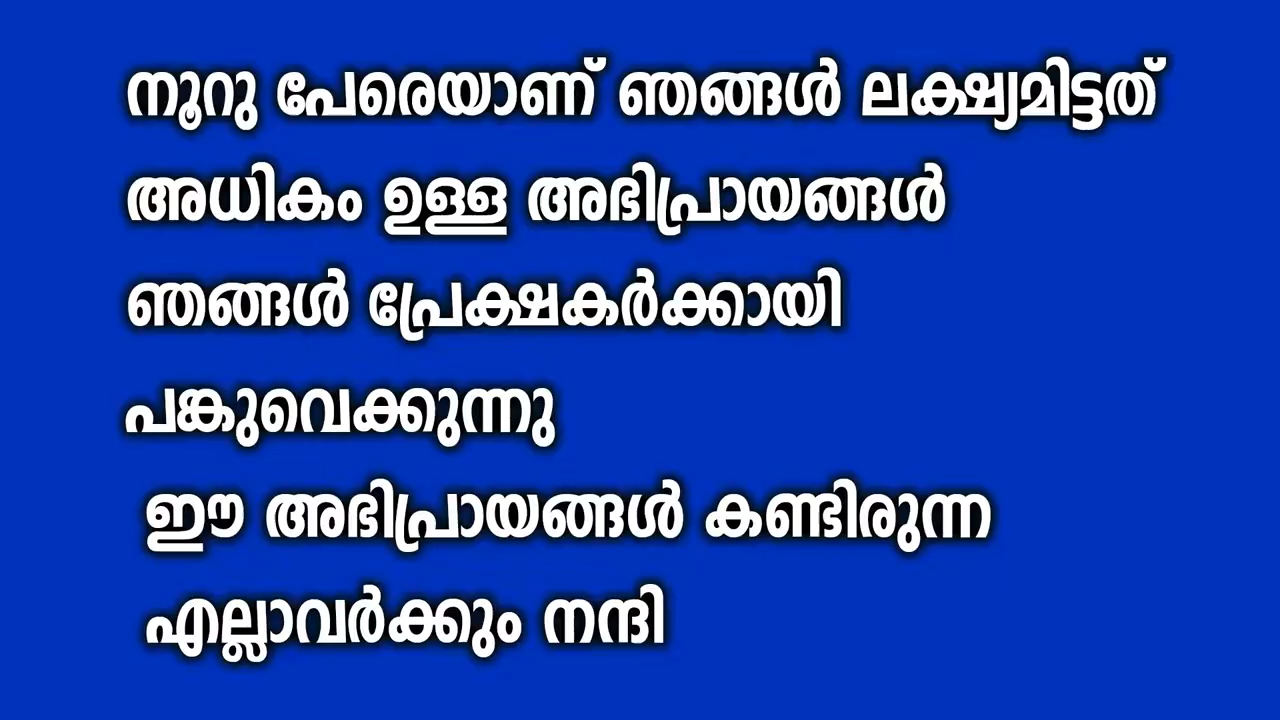 നൂറു പേരെയാണ് ഞങ്ങൾ ലക്ഷ്യമിട്ടത്
അധികം ഉള്ള അഭിപ്രായങ്ങൾ
ഞങ്ങൾ പ്രേക്ഷകർക്കായി
പങ്കുവെക്കുന്നു
ഈ അഭിപ്രായങ്ങൾ കണ്ടിരുന്ന
എല്ലാവർക്കും നന്ദി